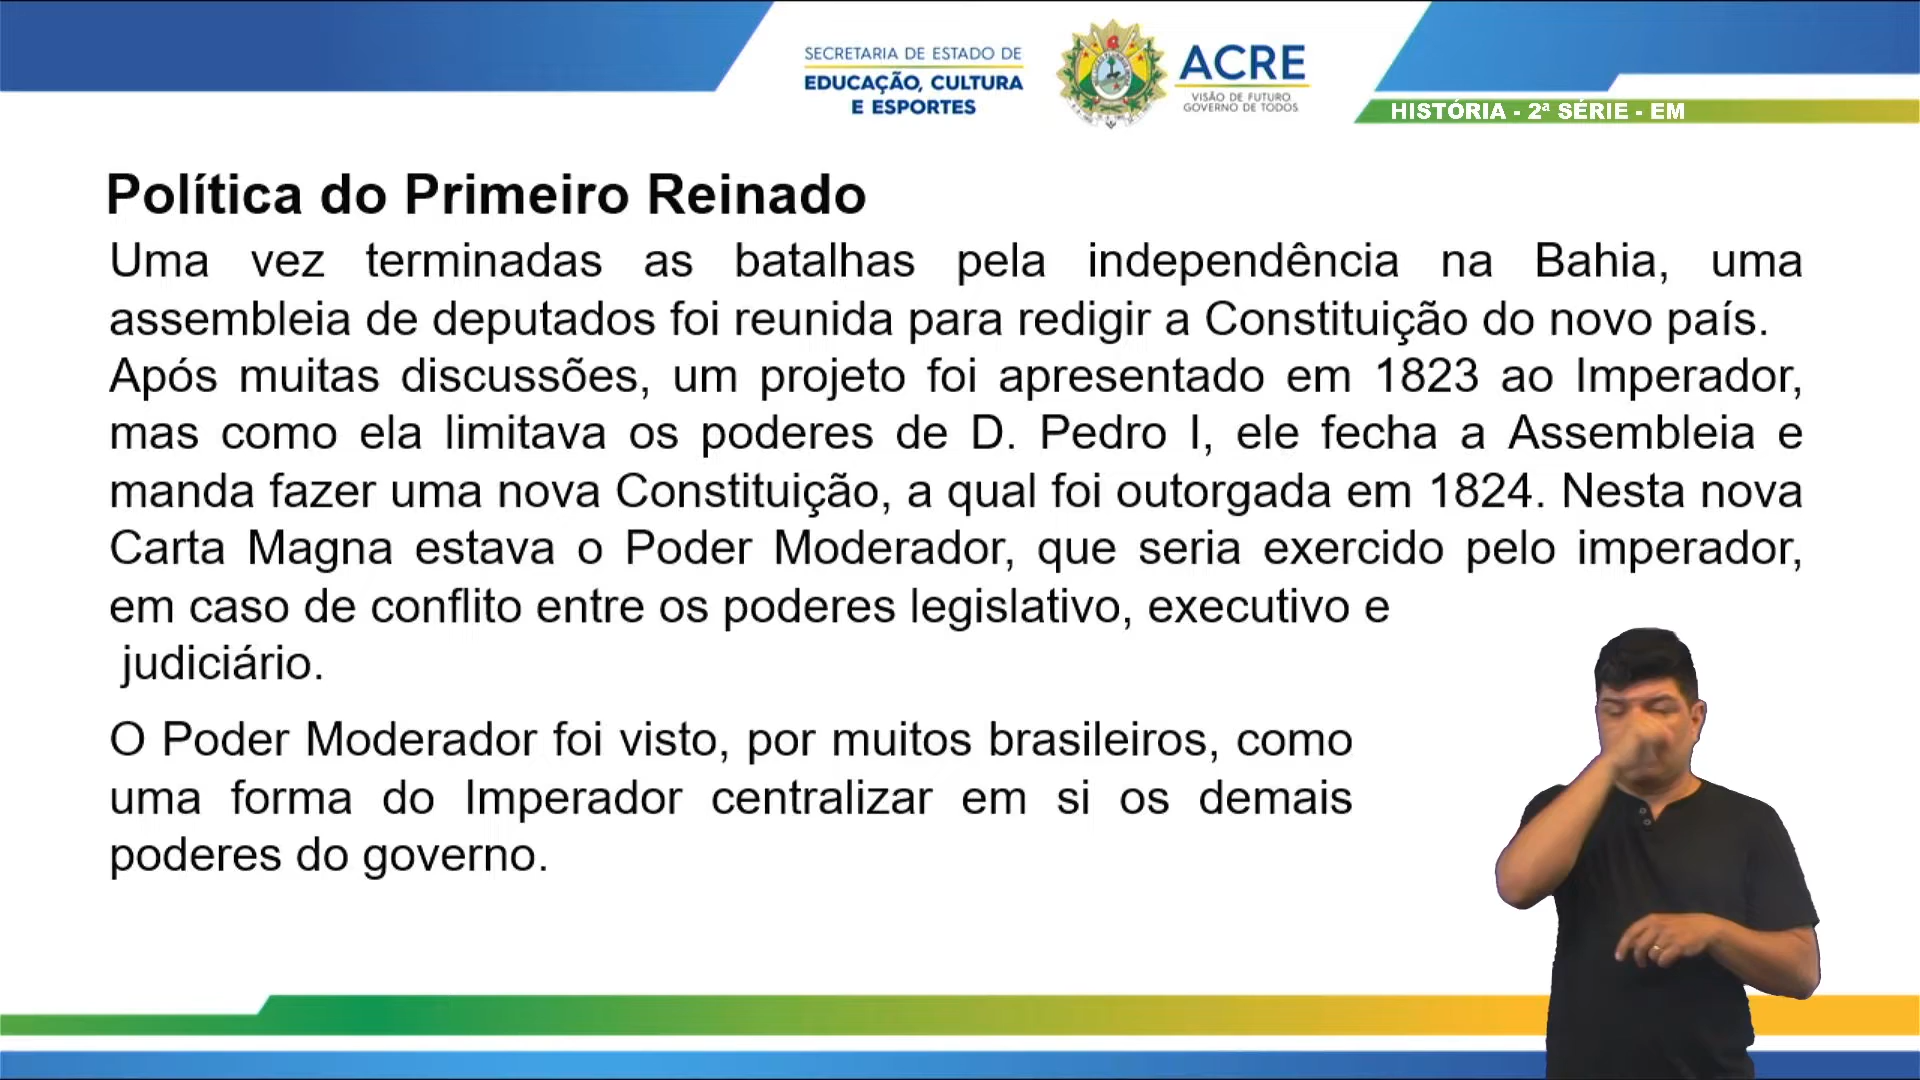 SECRETARIA DE ESTADO DE
EDUCAÇÃO, CULTURA
E ESPORTES
ACRE
VISÃO DE FUTURO.
GOVERNO DE TODOS.
HISTÓRIA - 2ª SÉRIE - EM
Política do Primeiro Reinado
Uma vez terminadas as batalhas pela independência na Bahia, uma
assembleia de deputados foi reunida para redigir a Constituição do novo país.
Após muitas discussões, um projeto foi apresentado em 1823 ao Imperador,
mas como ela limitava os poderes de D. Pedro I, ele fecha a Assembleia e
manda fazer uma nova Constituição, a qual foi outorgada em 1824. Nesta nova
Carta Magna estava o Poder Moderador, que seria exercido pelo imperador,
em caso de conflito entre os poderes legislativo, executivo e
judiciário.
O Poder Moderador foi visto, por muitos brasileiros, como
uma forma do Imperador centralizar em si os demais
poderes do governo.